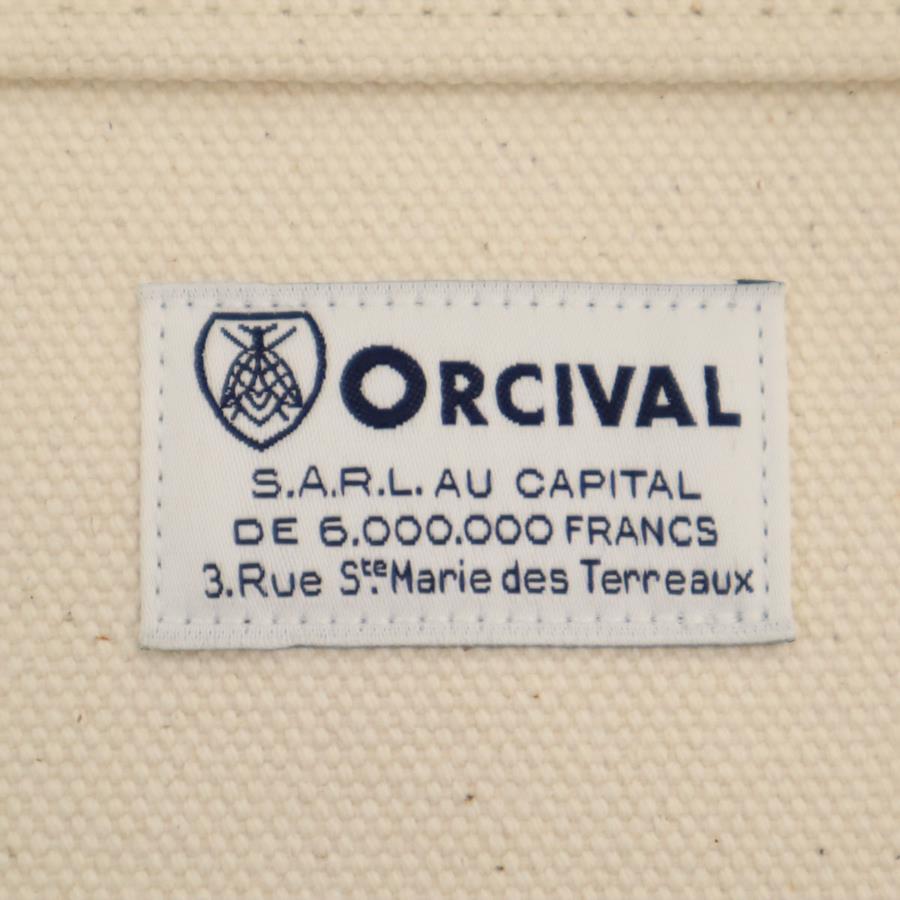 ORCIVAL
S.A.R.L. AU CAPITAL
DE 6.000.000 FRANCS
3.Rue Ste Marie des Terreaux